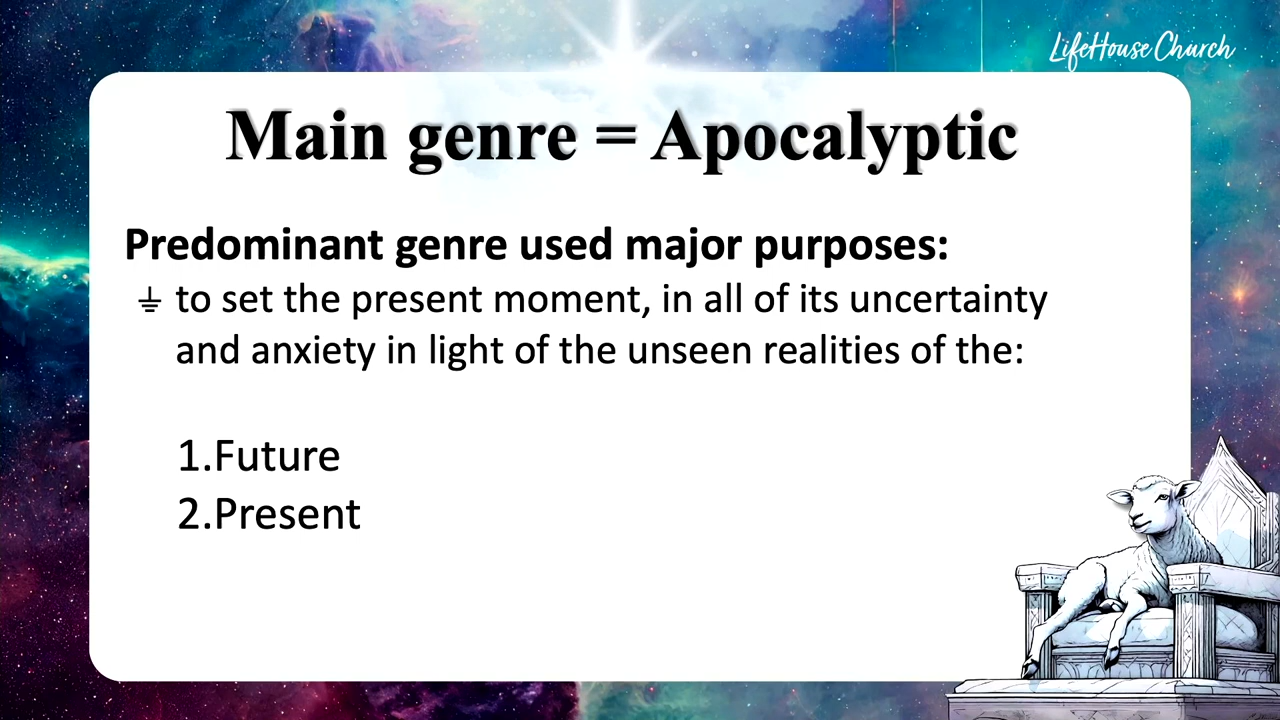 LifeHouse Church
Main genre = Apocalyptic
Predominant genre used major purposes:
⏚ to set the present moment, in all of its uncertainty
and anxiety in light of the unseen realities of the:
1.Future
2.Present